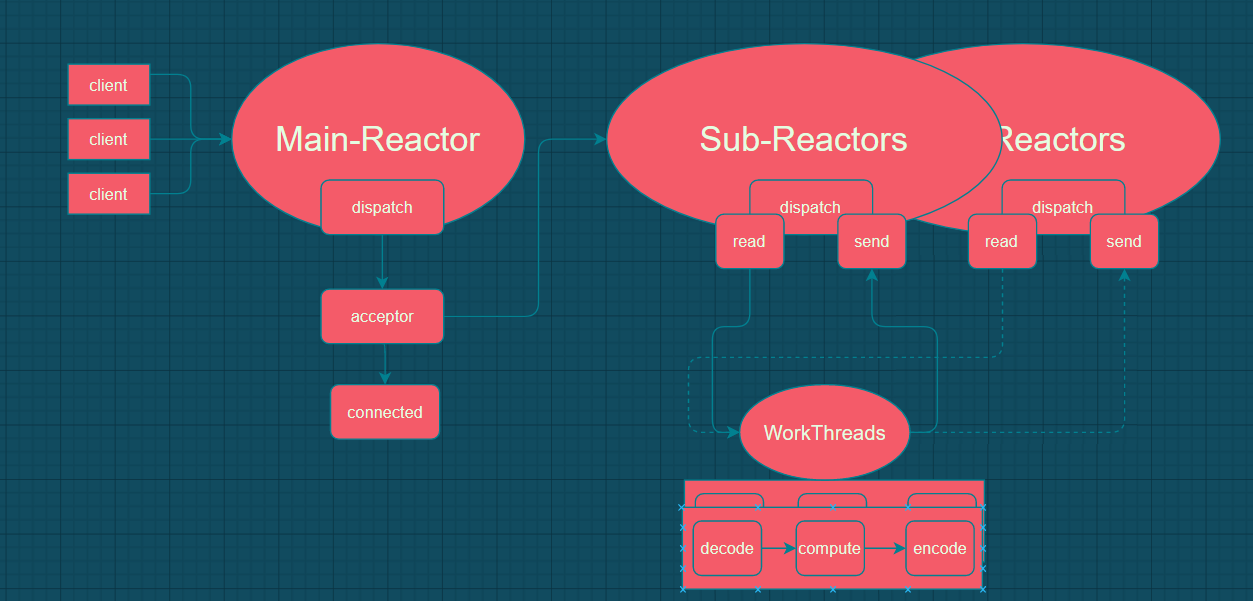 client
client
client
Main-Reactor
dispatch
acceptor
connected
Sub-Reactors
dispatch
read
send
Reactors
dispatch
read
send
WorkThreads
decode
compute
encode